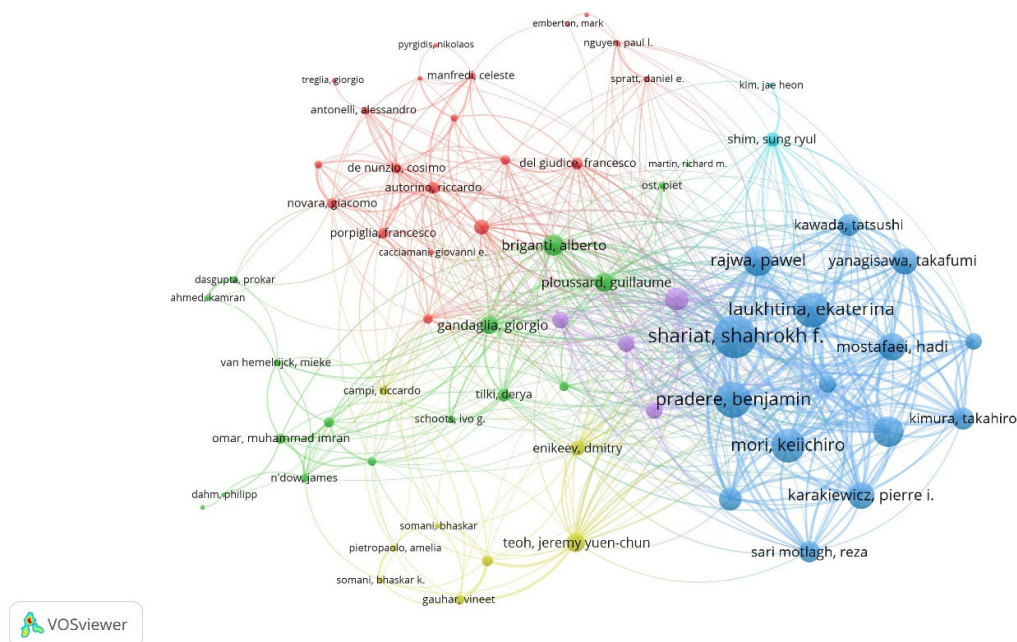 emberton, mark
pyrgidis, nikolaos
nguyen, paul l.
treglia, giorgio
manfredi, celeste
spratt, daniel e.
kim, jae heon
antonelli, alessandro
shim, sung ryul
de nunzio, cosimo
del giudice, francesco
martin, richard m.
autorino, riccardo
ost, piet
novara, giacomo
porpiglia, francesco
kawada, tatsushi
briganti, alberto
cacciamani, giovanni e.
rajwa, pawel
yanagisawa, takafumi
dasgupta, prokar
ploussard, guillaume
ahmed, kamran
laukhtina, ekaterina
gandaglia, giorgio
shariat, shahrokh f.
mostafaei, hadi
van hemelrijck, mieke
campi, riccardo
tilki, derya
pradere, benjamin
schoots, ivo g.
kimura, takahiro
omar, muhammad imran
enikeev, dmitry
mori, keiichiro
n'dow, james
dahm, philipp
karakiewicz, pierre i.
somani, bhaskar
teoh, jeremy yuen-chun
pietropaolo, amelia
sari motlagh, reza
somani, bhaskar k.
gauhar, vineet
VOSviewer